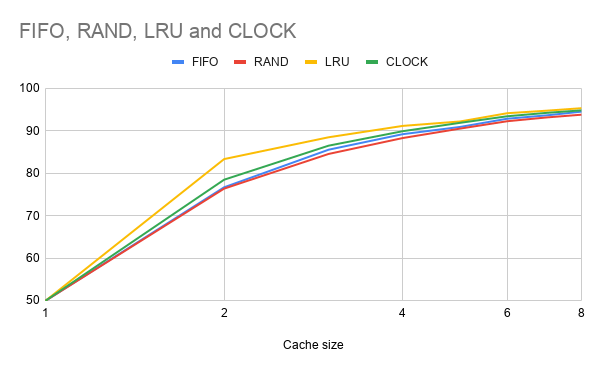 FIFO, RAND, LRU and CLOCK
FIFO RAND LRU CLOCK
100
90
80
70
60
50
1 2 4 6 8
Cache size